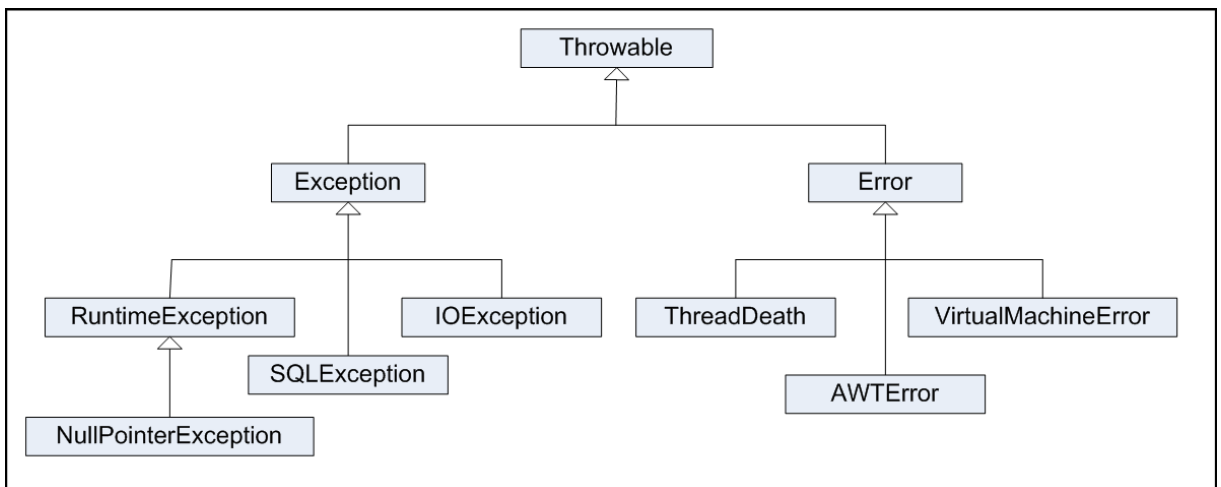 Throwable
Exception
Error
RuntimeException
IOException
ThreadDeath
VirtualMachineError
SQLException
AWTError
NullPointerException